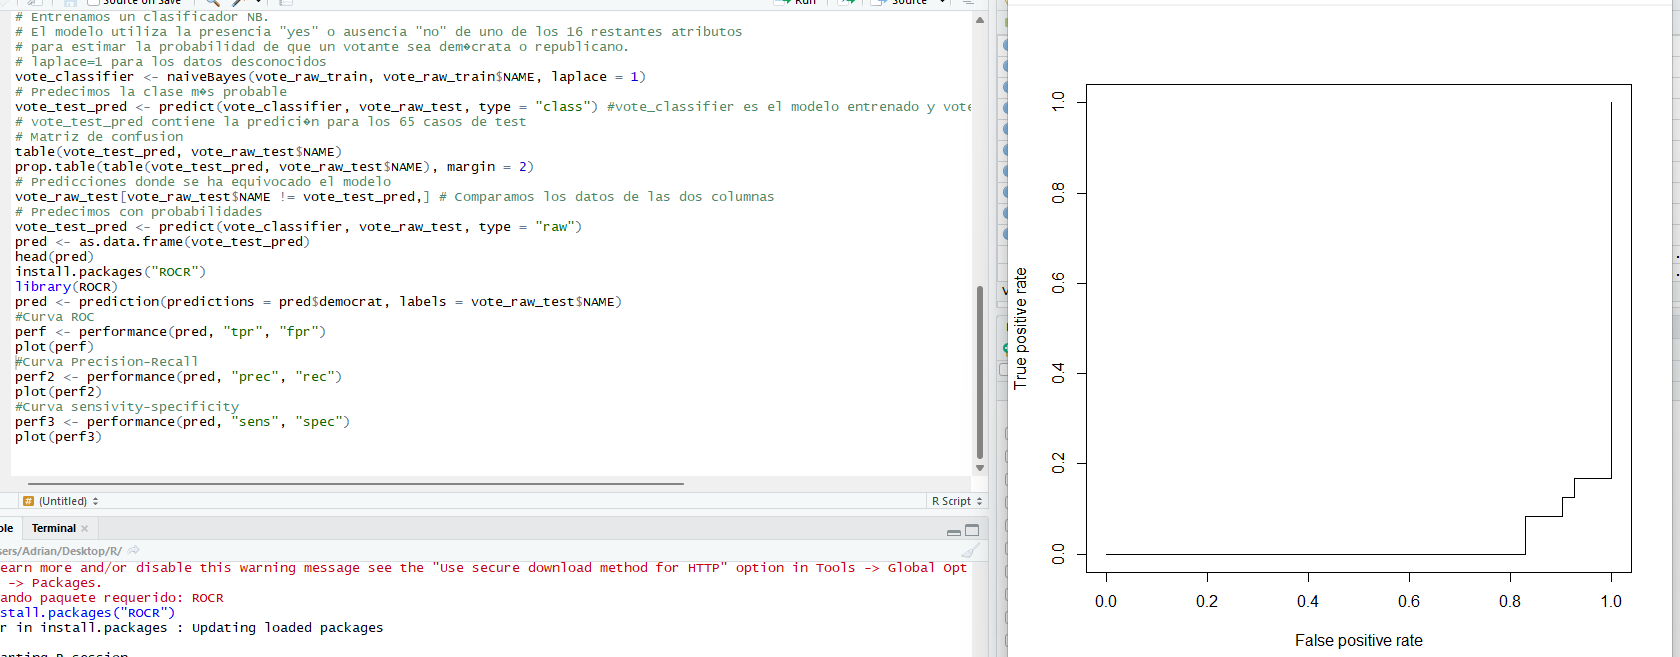 Source on Save
Run
Source
# Entrenamos un clasificador NB.
# El modelo utiliza la presencia "yes" o ausencia "no" de uno de los 16 restantes atributos
# para estimar la probabilidad de que un votante sea dem�crata o republicano.
# laplace=1 para los datos desconocidos
vote_classifier <- naiveBayes(vote_raw_train, vote_raw_train$NAME, laplace = 1)
# Predecimos la clase m�s probable
vote_test_pred <- predict(vote_classifier, vote_raw_test, type = "class") #vote_classifier es el modelo entrenado y vote
# vote_test_pred contiene la predici�n para los 65 casos de test
# Matriz de confusion
table(vote_test_pred, vote_raw_test$NAME)
prop.table(table(vote_test_pred, vote_raw_test$NAME), margin = 2)
# Predicciones donde se ha equivocado el modelo
vote_raw_test[vote_raw_test$NAME != vote_test_pred,] # Comparamos los datos de las dos columnas
# Predecimos con probabilidades
vote_test_pred <- predict(vote_classifier, vote_raw_test, type = "raw")
pred <- as.data.frame(vote_test_pred)
head(pred)
install.packages("ROCR")
library(ROCR)
pred <- prediction(predictions = pred$democrat, labels = vote_raw_test$NAME)
#Curva ROC
perf <- performance(pred, "tpr", "fpr")
plot(perf)
#Curva Precision-Recall
perf2 <- performance(pred, "prec", "rec")
plot(perf2)
#Curva sensivity-specificity
perf3 <- performance(pred, "sens", "spec")
plot(perf3)
# (Untitled)
R Script
ole Terminal
sers/Adrian/Desktop/R/
earn more and/or disable this warning message see the "Use secure download method for HTTP" option in Tools -> Global Opt
-> Packages.
ando paquete requerido: ROCR
stall.packages("ROCR")
r in install.packages : Updating loaded packages
arting R session
True positive rate
1.0
0.8
0.6
0.4
0.2
0.0
0.0 0.2 0.4 0.6 0.8 1.0
False positive rate